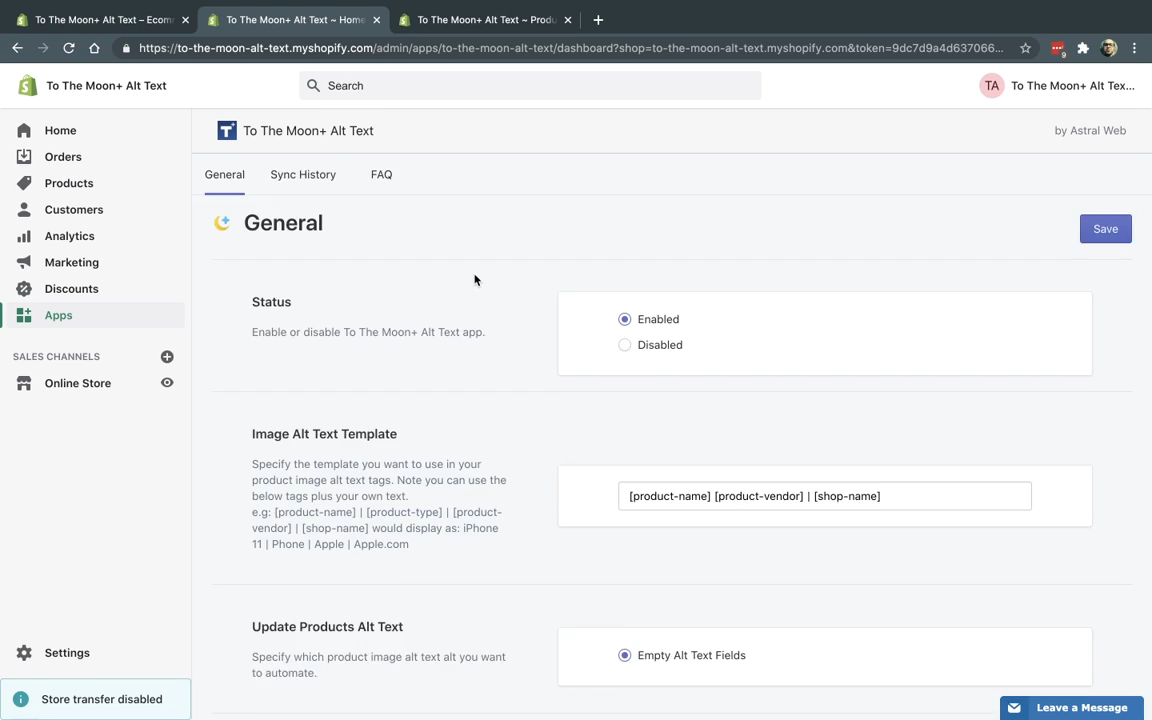 To The Moon+ Alt Text – Ecom
To The Moon+ Alt Text ~ Home
To The Moon+ Alt Text ~ Produ
https://to-the-moon-alt-text.myshopify.com/admin/apps/to-the-moon-alt-text/dashboard?shop=to-the-moon-alt-text.myshopify.com&token=9dc7d9a4d637066...
9
To The Moon+ Alt Text
Search
TA
To The Moon+ Alt Tex...
Home
Orders
Products
Customers
Analytics
Marketing
Discounts
Apps
SALES CHANNELS
Online Store
Settings
Store transfer disabled
To The Moon+ Alt Text
by Astral Web
General
Sync History
FAQ
General
Save
Status
Enable or disable To The Moon+ Alt Text app.
Enabled
Disabled
Image Alt Text Template
Specify the template you want to use in your
product image alt text tags. Note you can use the
below tags plus your own text.
e.g: [product-name] | [product-type] | [product-
vendor] | [shop-name] would display as: iPhone
11 | Phone | Apple | Apple.com
[product-name] [product-vendor] | [shop-name]
Update Products Alt Text
Specify which product image alt text alt you want
to automate.
Empty Alt Text Fields
Leave a Message